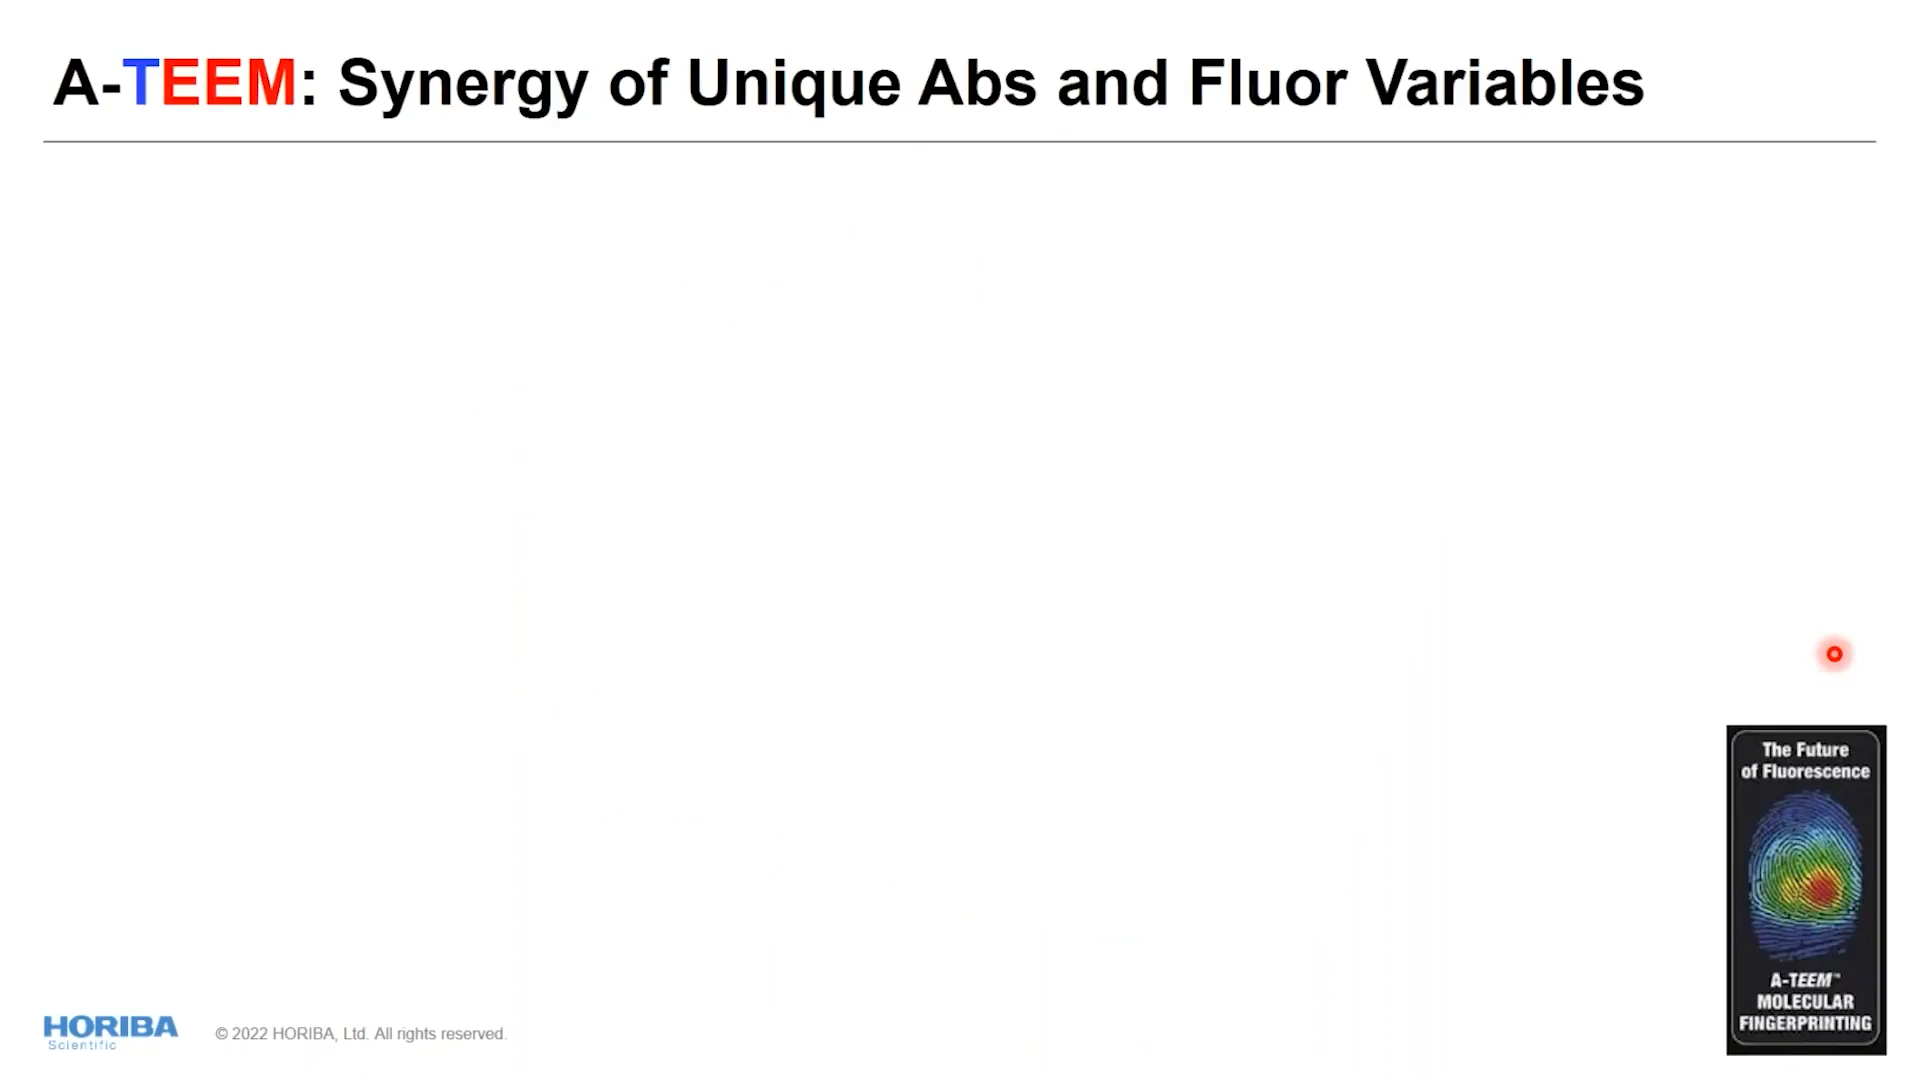 A-TEEM: Synergy of Unique Abs and Fluor Variables
The Future
of Fluorescence
A-TEEM™
MOLECULAR
FINGERPRINTING
HORIBA
Scientific
© 2022 HORIBA, Ltd. All rights reserved.